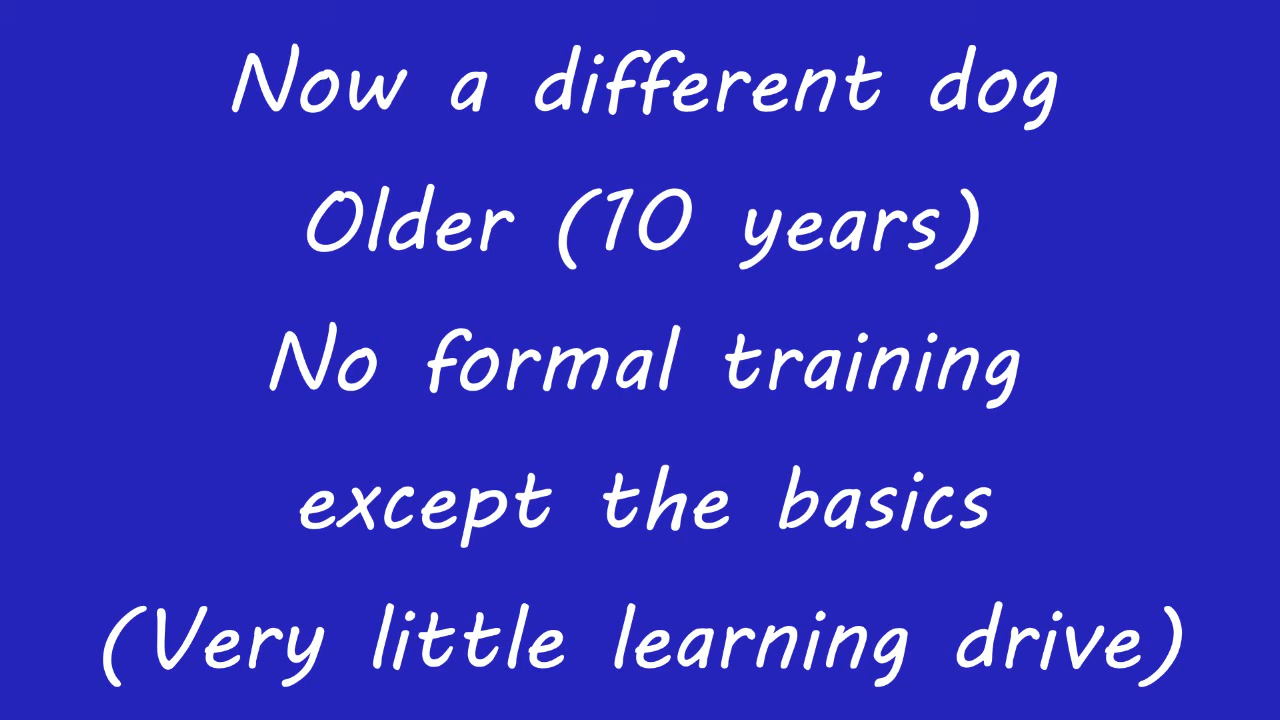 Now a different dog
Older (10 years)
No formal training
except the basics
(Very little learning drive)